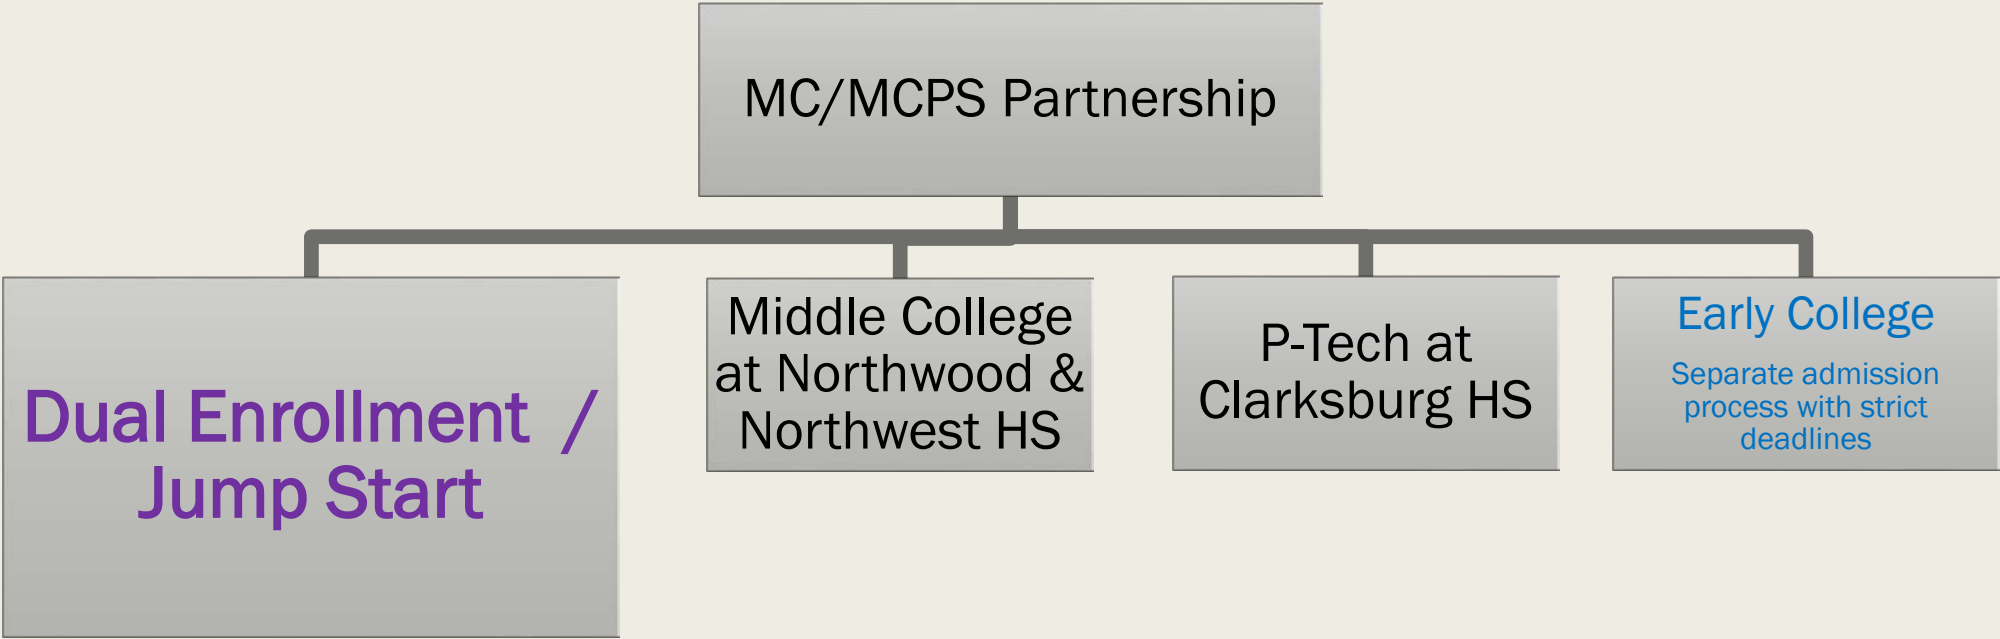 MC/MCPS Partnership
Dual Enrollment /
Jump Start
Middle College
at Northwood &
Northwest HS
P-Tech at
Clarksburg HS
Early College
Separate admission
process with strict
deadlines